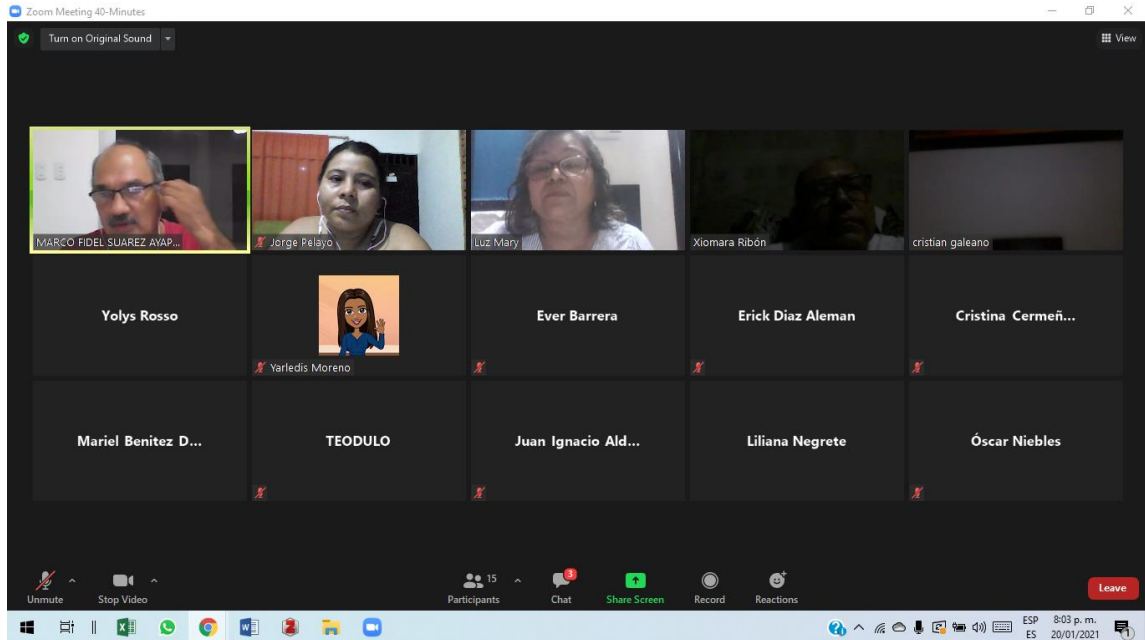 Zoom Meeting 40-Minutes
Turn on Original Sound
View
MARCO FIDEL SUAREZ AYAP...
Jorge Pelayo
Luz Mary
Xiomara Ribón
cristian galeano
Yolys Rosso
Yarledis Moreno
Ever Barrera
Erick Diaz Aleman
Cristina Cermeñ...
Mariel Benitez D...
TEODULO
Juan Ignacio Ald...
Liliana Negrete
Óscar Niebles
Unmute
Stop Video
15
Participants
3
Chat
Share Screen
Record
Reactions
Leave
ESP
ES
8:03 p. m.
20/01/2021
1